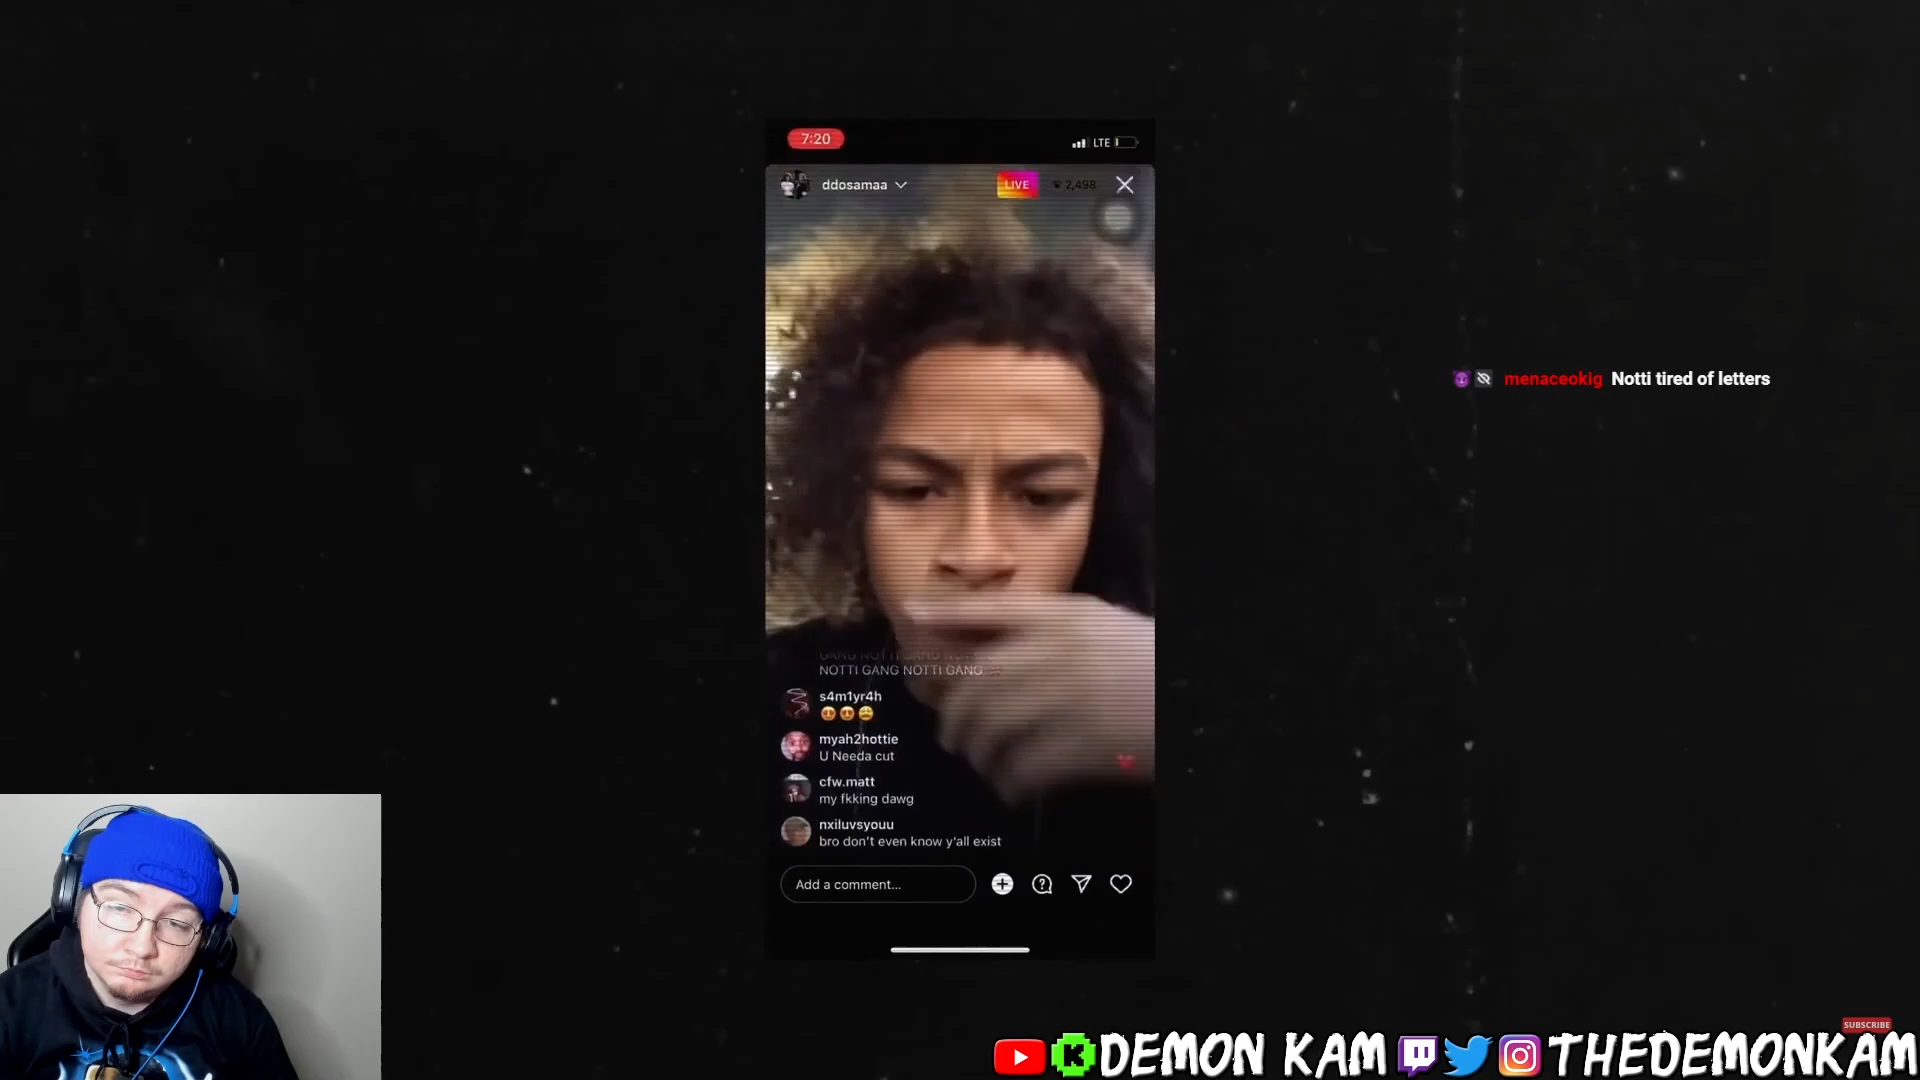 7:20
LTE
ddosamaa
LIVE
2,498
menaceokig Notti tired of letters
NOTTI GANG NOTTI GANG
s4m1yr4h
myah2hottie
U Needa cut
cfw.matt
my fkking dawg
nxiluvsyouu
bro don't even know y'all exist
Add a comment...
SUBSCRIBE
K DEMON KAM THEDEMONKAM